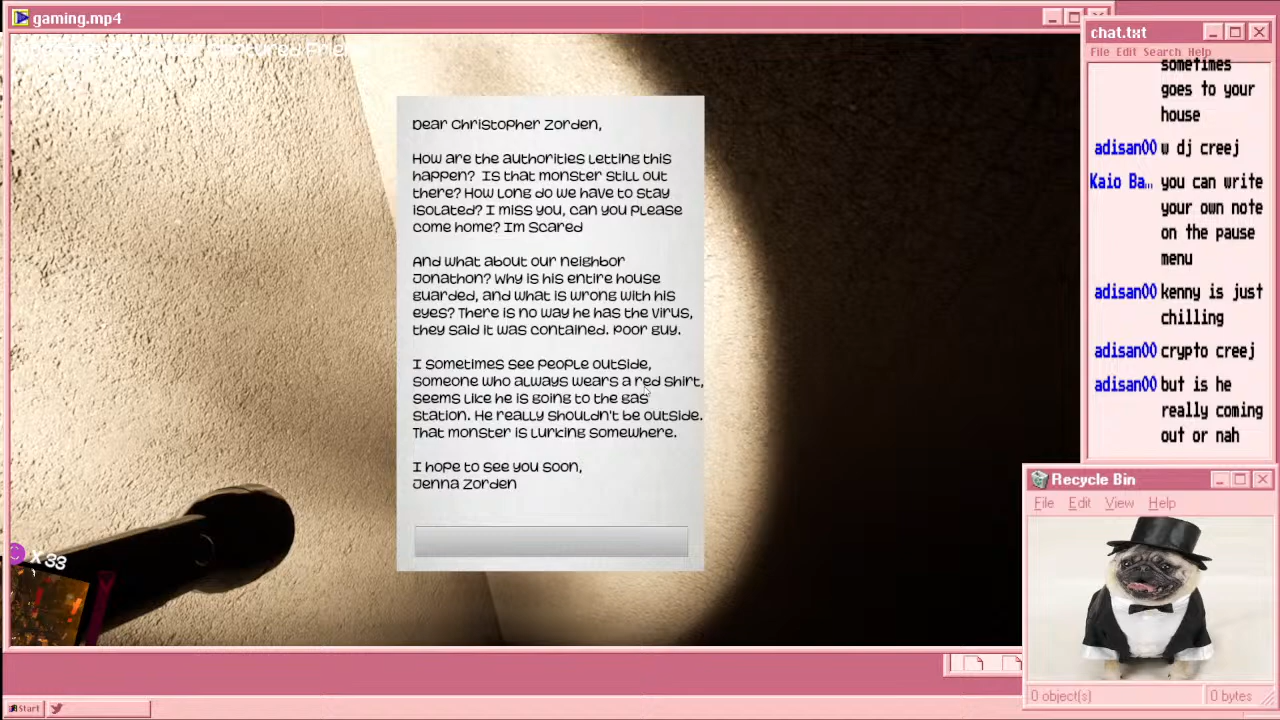 gaming.mp4
Dear Christopher Zorden,
How are the authorities letting this
happen?  Is that monster still out
there? How long do we have to stay
isolated? I miss you, can you please
come home? Im Scared
And what about our neighbor
Jonathon? Why is his entire house
guarded, and what is wrong with his
eyes? There is no way he has the virus,
they said it was contained. Poor guy.
I sometimes see people outside,
someone who always wears a red shirt,
seems like he is going to the gas
station. He really shouldn't be outside.
That monster is lurking somewhere.
I hope to see you soon,
Jenna Zorden
X 33
chat.txt
File Edit Search Help
sometimes
goes to your
house
adisan00 w dj creej
Kaio Ba… you can write
your own note
on the pause
menu
adisan00 kenny is just
chilling
adisan00 crypto creej
adisan00 but is he
really coming
out or nah
Recycle Bin
File Edit View Help
0 object(s) 0 bytes
Start